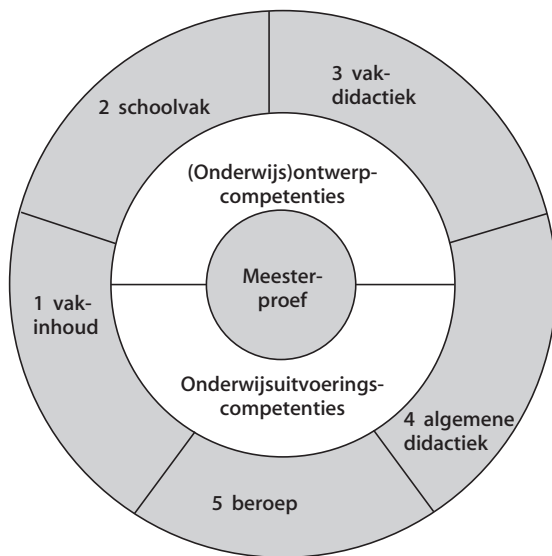 3 vak-
didactiek
2 schoolvak
(Onderwijs)ontwerp-
competenties
Meester-
proef
1 vak-
inhoud
Onderwijsuitvoerings-
competenties
4 algemene
didactiek
5 beroep